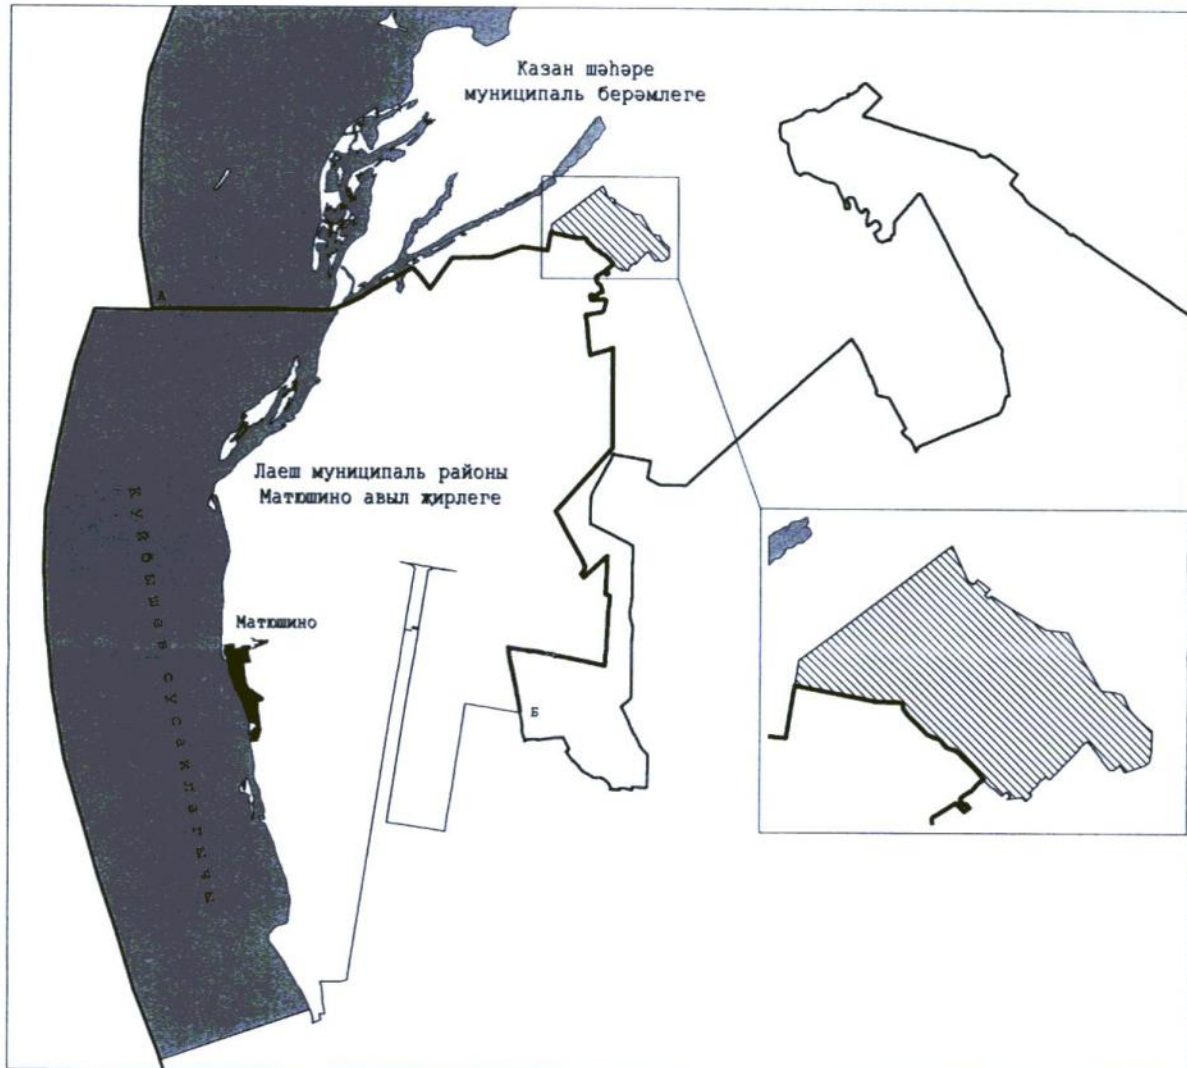 Казан шәһәре
муниципаль берәмлеге
А
Лаеш муниципаль районы
Матюшино авыл җирлеге
Куйбышев сусаклагычы
Матюшино
Б